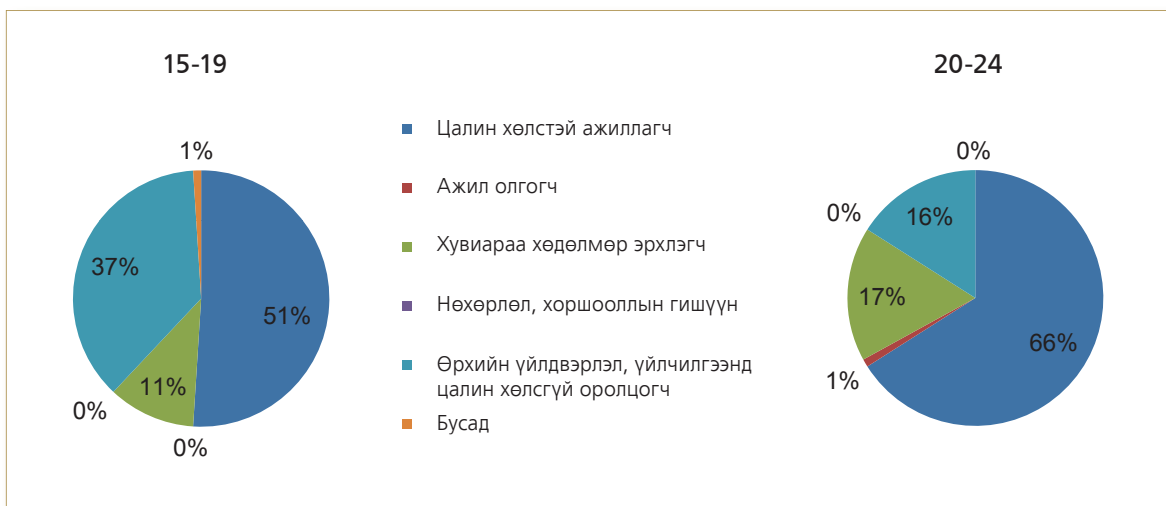 15-19
1%
37%
51%
11%
0%
0%
Цалин хөлстэй ажиллагч
Ажил олгогч
Хувиараа хөдөлмөр эрхлэгч
Нөхөрлөл, хоршооллын гишүүн
Өрхийн үйлдвэрлэл, үйлчилгээнд
цалин хөлсгүй оролцогч
Бусад
20-24
0%
0%
16%
17%
66%
1%